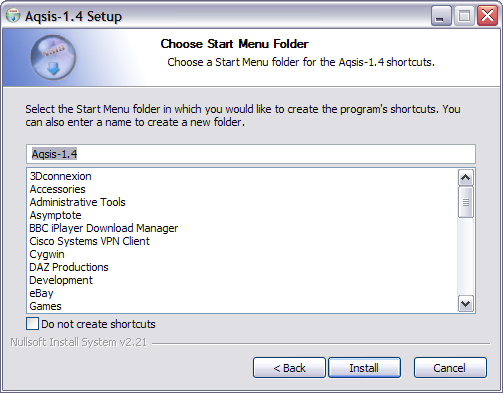 Aqsis-1.4 Setup
Choose Start Menu Folder
Choose a Start Menu folder for the Aqsis-1.4 shortcuts.
Select the Start Menu folder in which you would like to create the program's shortcuts. You
can also enter a name to create a new folder.
Aqsis-1.4
3Dconnexion
Accessories
Administrative Tools
Asymptote
BBC iPlayer Download Manager
Cisco Systems VPN Client
Cygwin
DAZ Productions
Development
eBay
Games
Do not create shortcuts
Nullsoft Install System v2.21
< Back
Install
Cancel